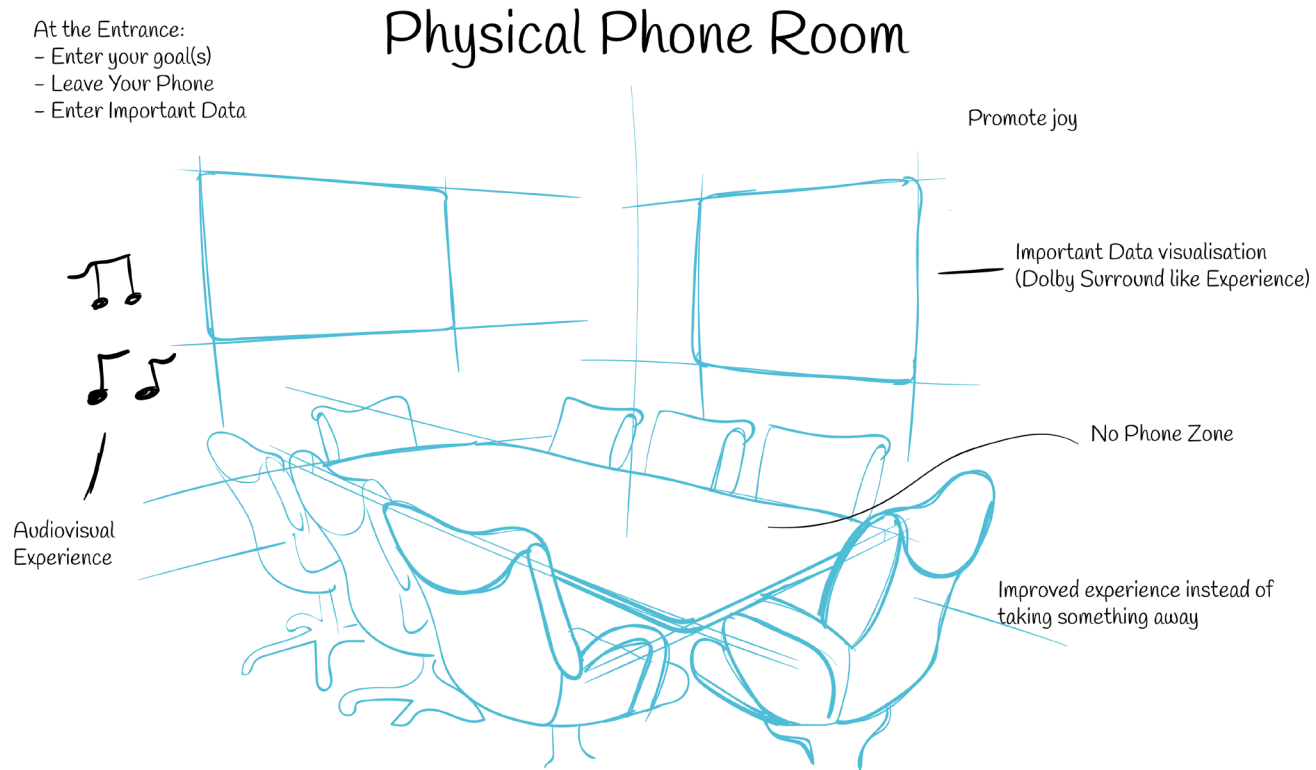 Physical Phone Room
At the Entrance:
- Enter your goal(s)
- Leave Your Phone
- Enter Important Data
Promote joy
Important Data visualisation
(Dolby Surround like Experience)
No Phone Zone
Audiovisual
Experience
Improved experience instead of
taking something away